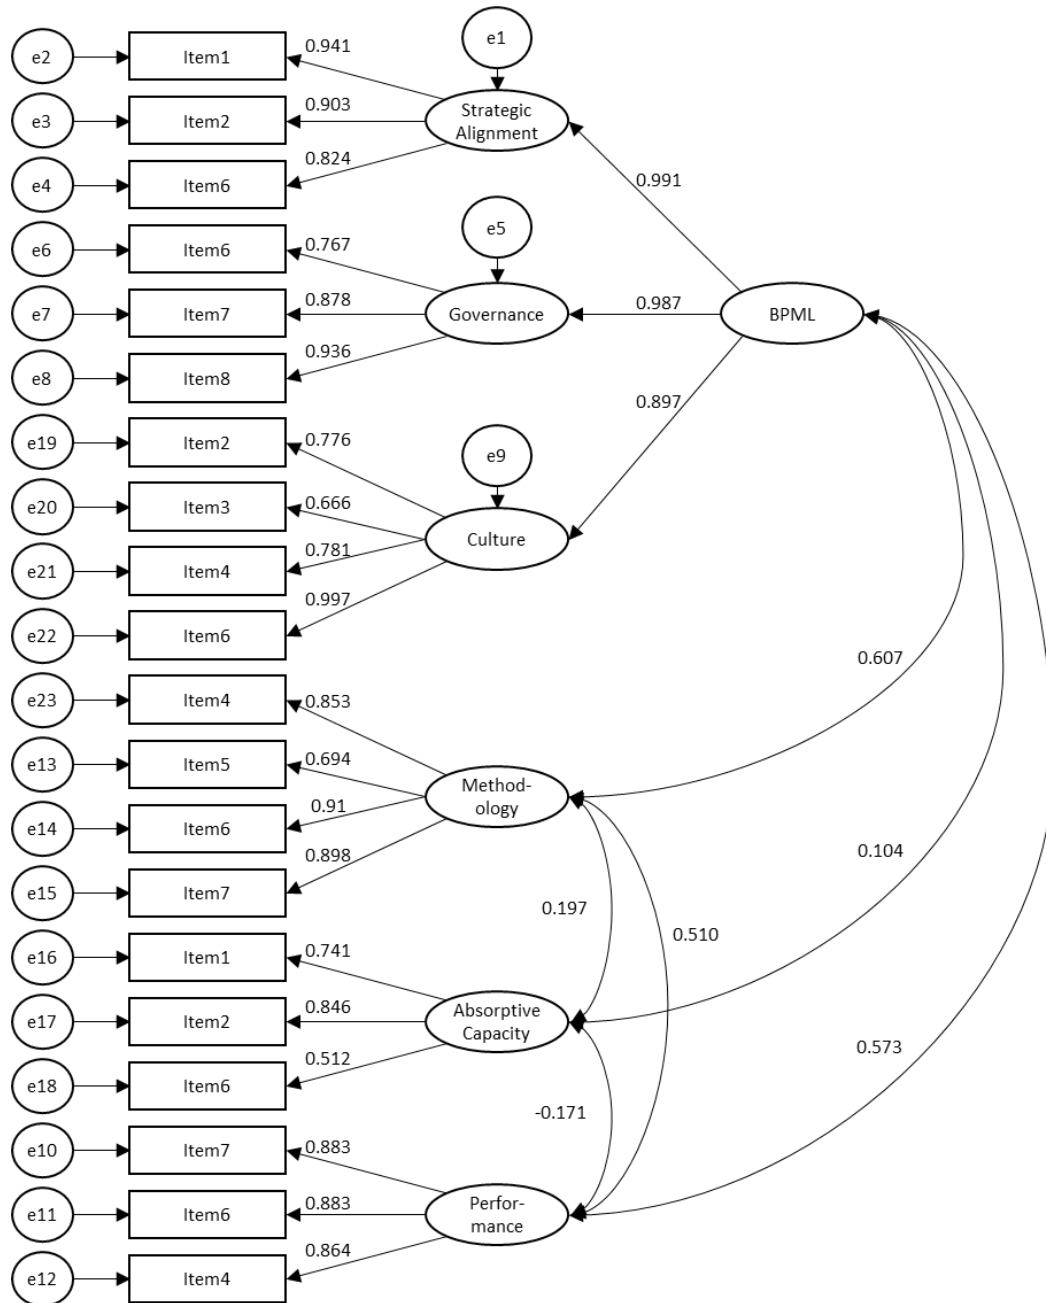 e1
e2
Item1
0.941
e3
Item2
0.903
Strategic
Alignment
e4
Item6
0.824
0.991
e5
e6
Item6
0.767
e7
Item7
0.878
Governance
0.987
BPML
e8
Item8
0.936
0.897
e19
Item2
0.776
e9
e20
Item3
0.666
Culture
e21
Item4
0.781
e22
Item6
0.997
0.607
e23
Item4
0.853
e13
Item5
0.694
Method-
ology
e14
Item6
0.91
e15
Item7
0.898
0.104
0.197
0.510
e16
Item1
0.741
e17
Item2
0.846
Absorptive
Capacity
e18
Item6
0.512
0.573
-0.171
e10
Item7
0.883
e11
Item6
0.883
Perfor-
mance
e12
Item4
0.864